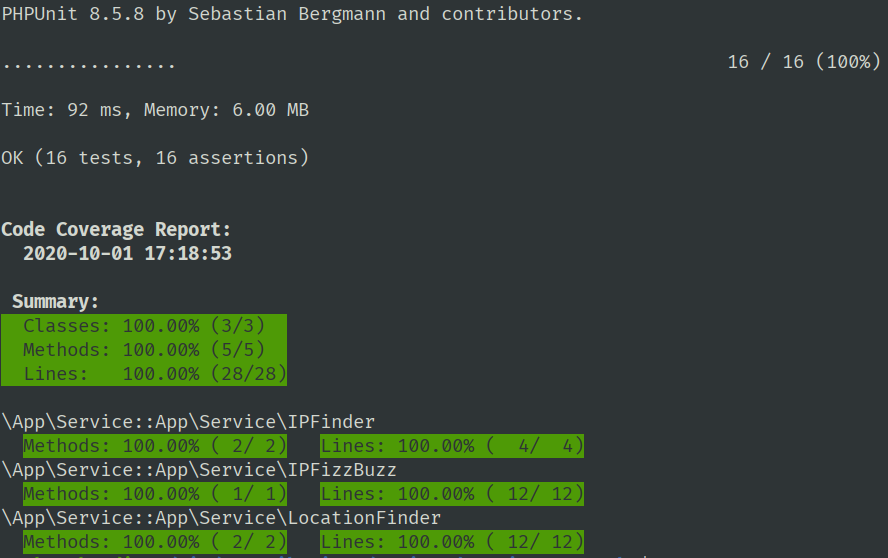 PHPUnit 8.5.8 by Sebastian Bergmann and contributors.
................ 16 / 16 (100%)
Time: 92 ms, Memory: 6.00 MB
OK (16 tests, 16 assertions)
Code Coverage Report:
2020-10-01 17:18:53
Summary:
Classes: 100.00% (3/3)
Methods: 100.00% (5/5)
Lines: 100.00% (28/28)
\App\Service::App\Service\IPFinder
Methods: 100.00% ( 2/ 2) Lines: 100.00% ( 4/ 4)
\App\Service::App\Service\IPFizzBuzz
Methods: 100.00% ( 1/ 1) Lines: 100.00% ( 12/ 12)
\App\Service::App\Service\LocationFinder
Methods: 100.00% ( 2/ 2) Lines: 100.00% ( 12/ 12)